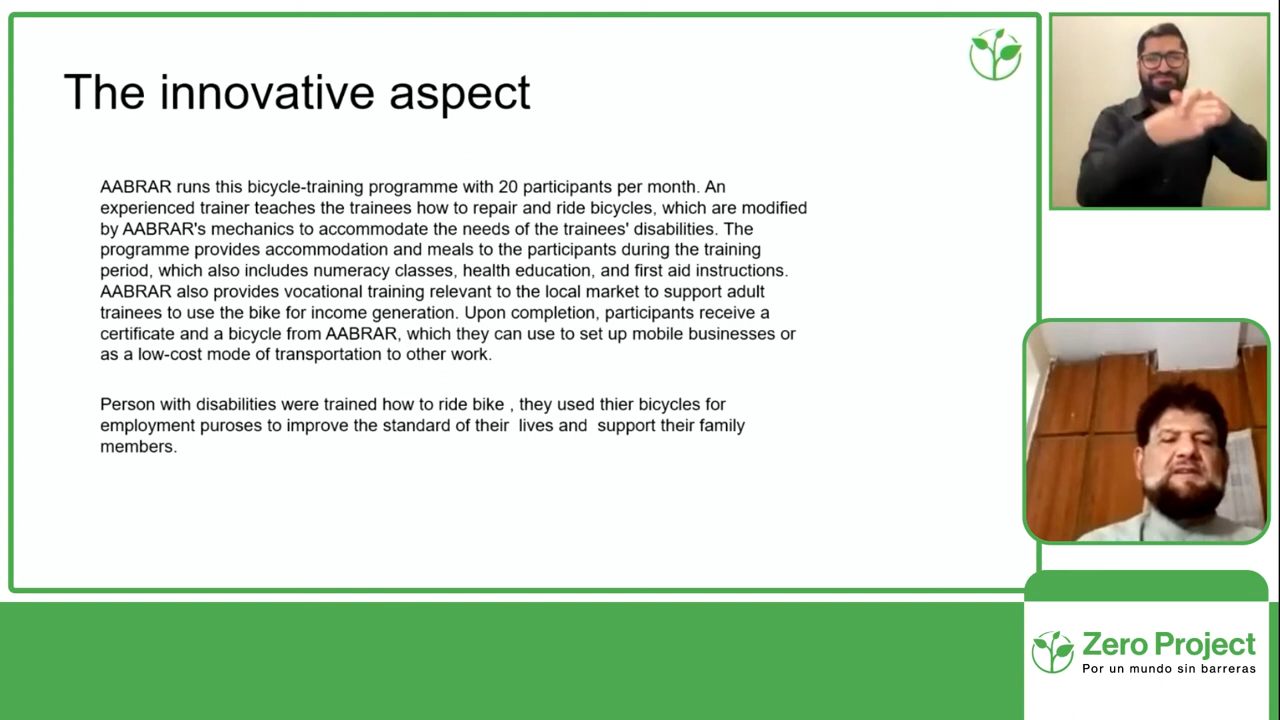 The innovative aspect
AABRAR runs this bicycle-training programme with 20 participants per month. An
experienced trainer teaches the trainees how to repair and ride bicycles, which are modified
by AABRAR's mechanics to accommodate the needs of the trainees' disabilities. The
programme provides accommodation and meals to the participants during the training
period, which also includes numeracy classes, health education, and first aid instructions.
AABRAR also provides vocational training relevant to the local market to support adult
trainees to use the bike for income generation. Upon completion, participants receive a
certificate and a bicycle from AABRAR, which they can use to set up mobile businesses or
as a low-cost mode of transportation to other work.
Person with disabilities were trained how to ride bike , they used thier bicycles for
employment puroses to improve the standard of their  lives and  support their family
members.
Zero Project
Por un mundo sin barreras